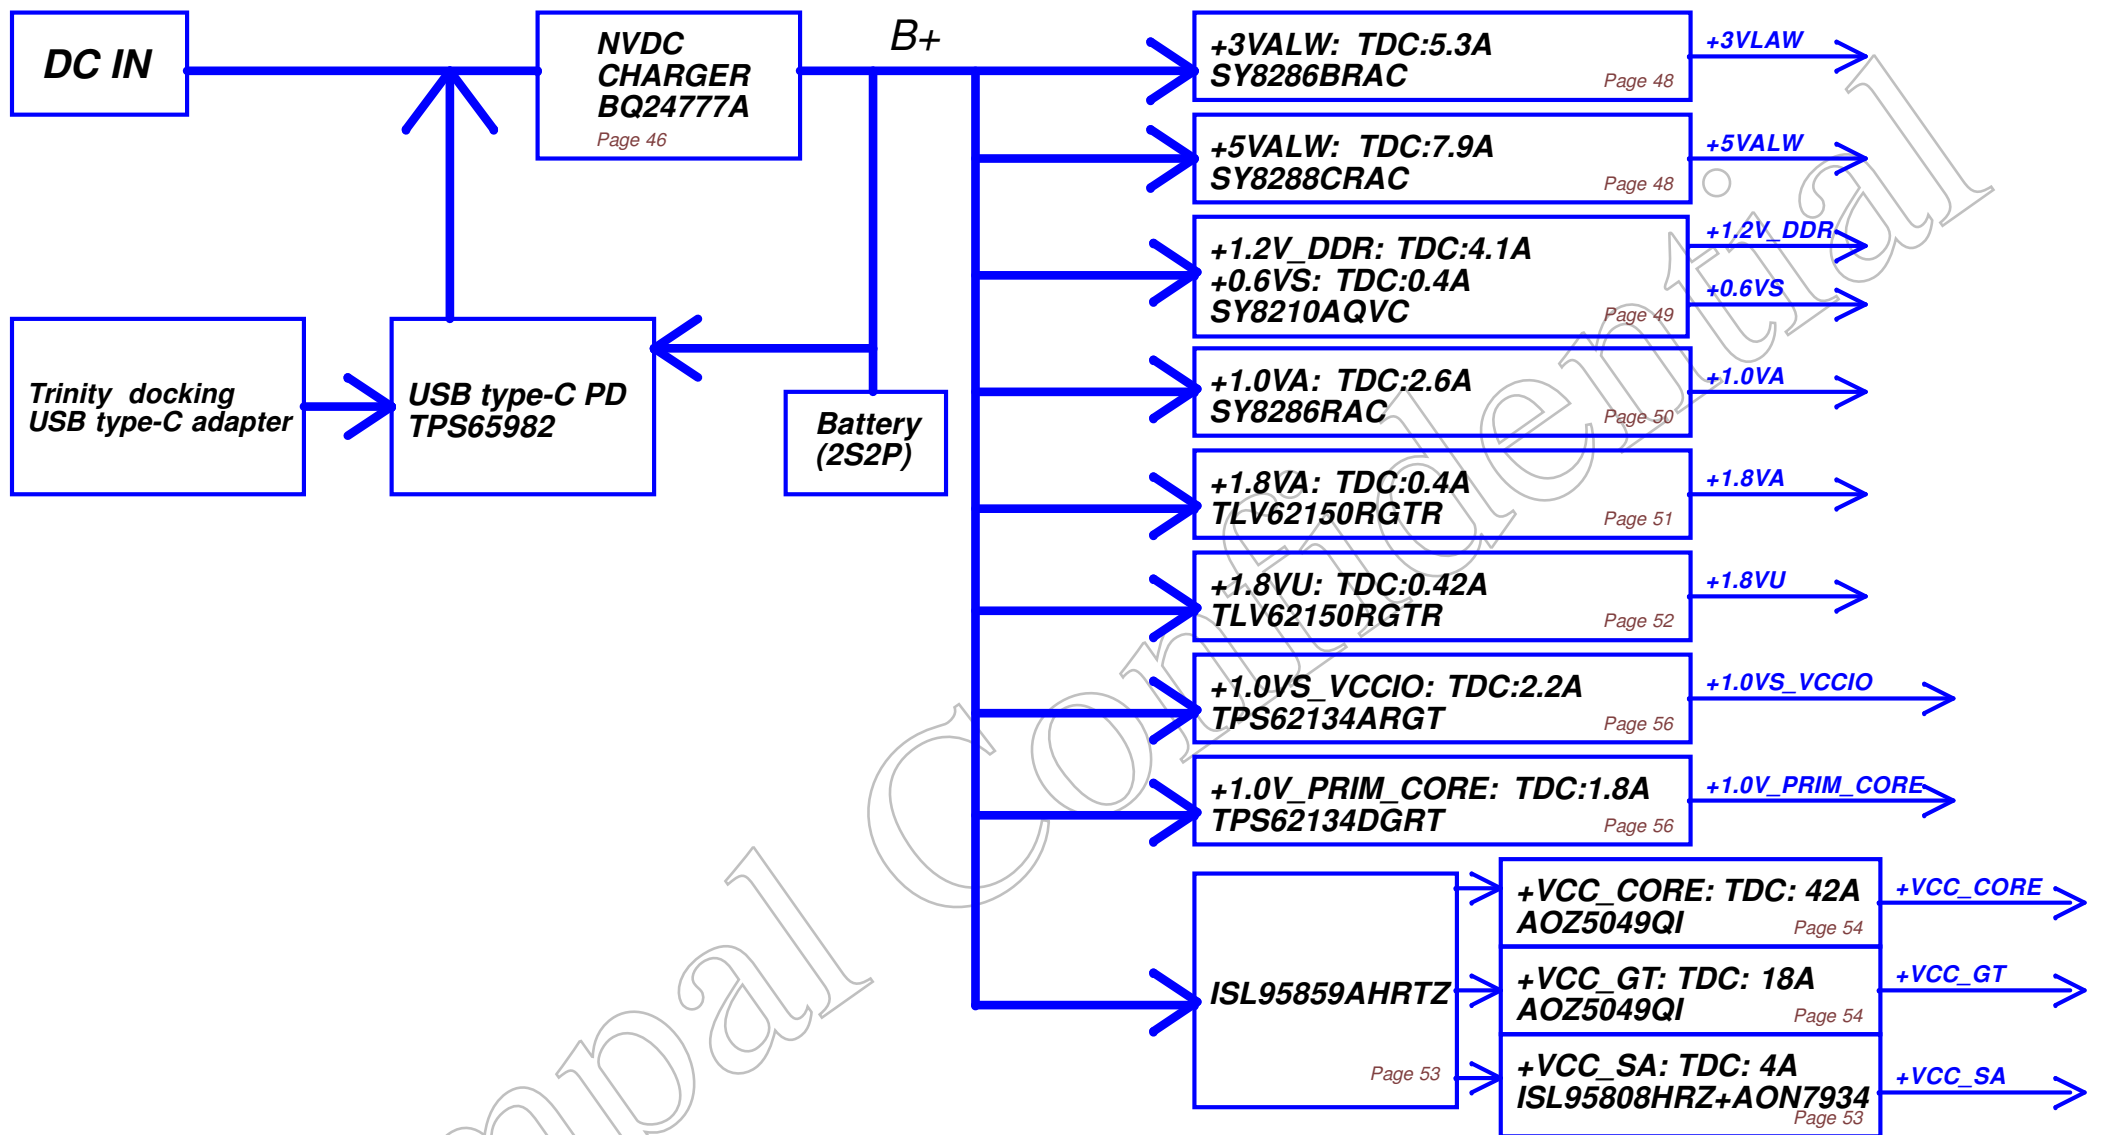 DC IN
NVDC
CHARGER
BQ24777A
Page 46
B+
Trinity docking
USB type-C adapter
USB type-C PD
TPS65982
Battery
(2S2P)
+3VALW: TDC:5.3A
SY8286BRAC
Page 48
+3VLAW
+5VALW: TDC:7.9A
SY8288CRAC
Page 48
+5VALW
+1.2V_DDR: TDC:4.1A
+0.6VS: TDC:0.4A
SY8210AQVC
Page 49
+1.2V_DDR
+0.6VS
+1.0VA: TDC:2.6A
SY8286RAC
Page 50
+1.0VA
+1.8VA: TDC:0.4A
TLV62150RGTR
Page 51
+1.8VA
+1.8VU: TDC:0.42A
TLV62150RGTR
Page 52
+1.8VU
+1.0VS_VCCIO: TDC:2.2A
TPS62134ARGT
Page 56
+1.0VS_VCCIO
+1.0V_PRIM_CORE: TDC:1.8A
TPS62134DGRT
Page 56
+1.0V_PRIM_CORE
ISL95859AHRTZ
Page 53
+VCC_CORE: TDC: 42A
AOZ5049QI
Page 54
+VCC_CORE
+VCC_GT: TDC: 18A
AOZ5049QI
Page 54
+VCC_GT
+VCC_SA: TDC: 4A
ISL95808HRZ+AON7934
Page 53
+VCC_SA
mpal Confidential